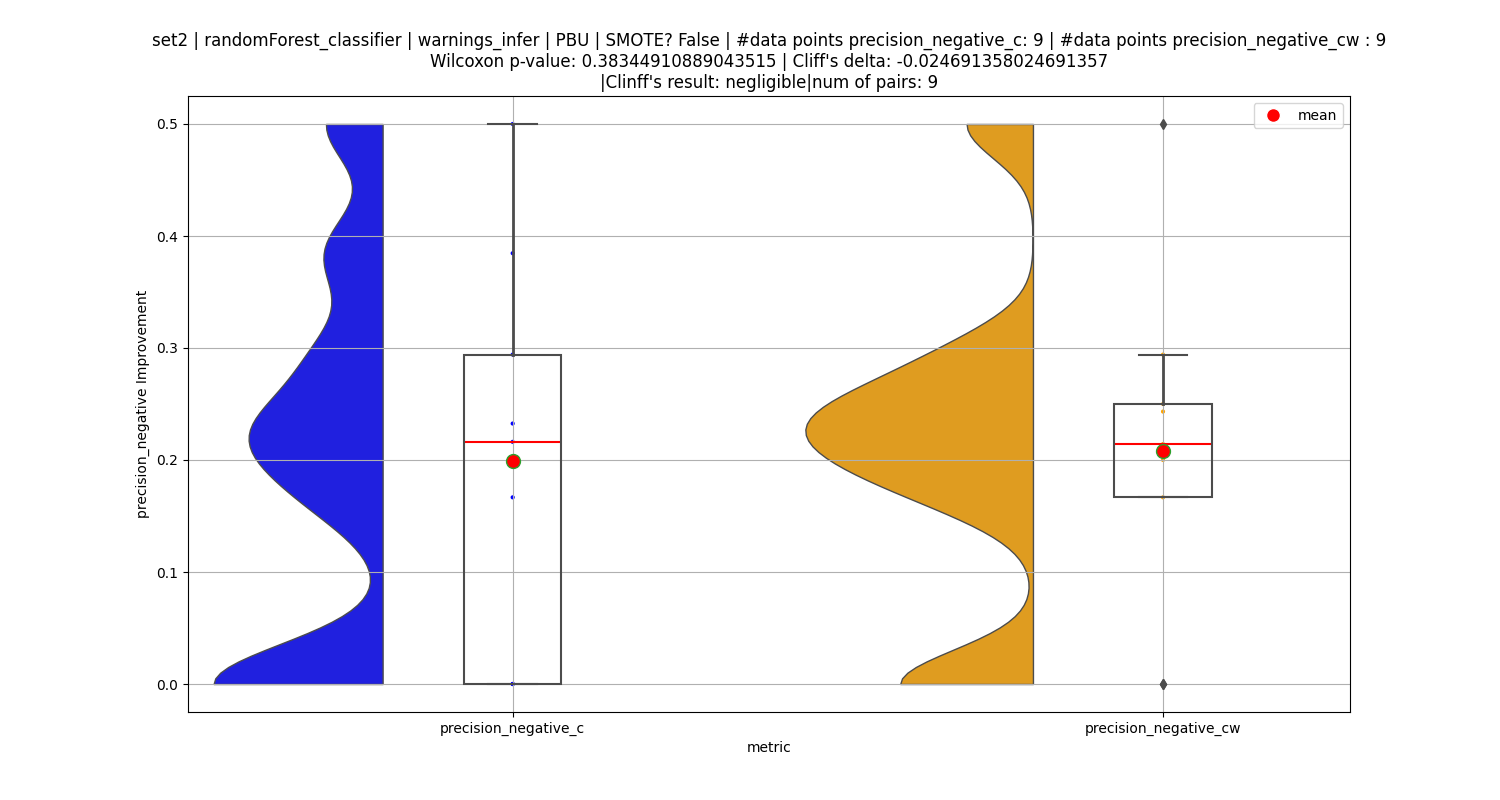 set2 | randomForest_classifier | warnings_infer | PBU | SMOTE? False | #data points precision_negative_c: 9 | #data points precision_negative_cw : 9
Wilcoxon p-value: 0.38344910889043515 | Cliff's delta: -0.024691358024691357
|Clinff's result: negligible|num of pairs: 9
mean
0.5
0.4
0.3
0.2
0.1
0.0
precision_negative Improvement
precision_negative_c
precision_negative_cw
metric